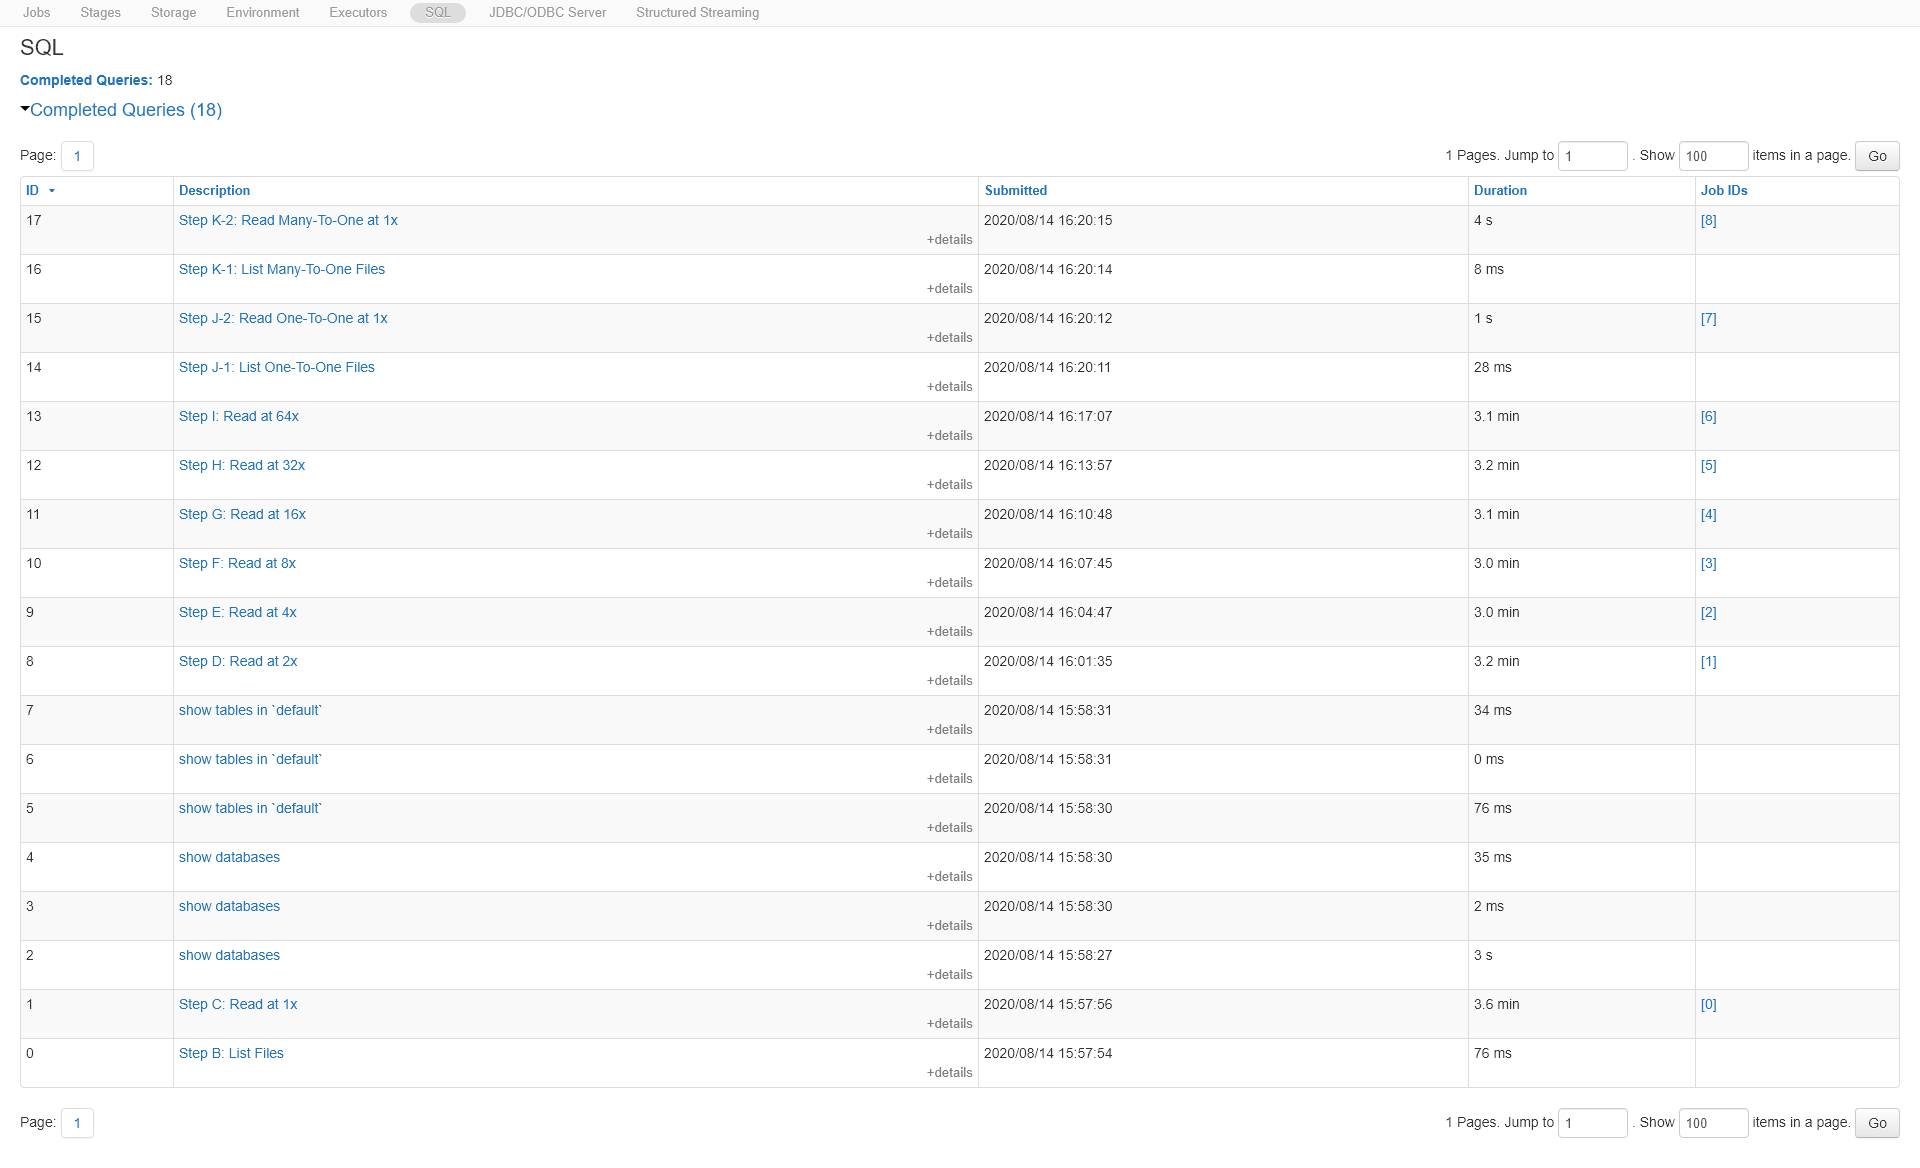 Jobs Stages Storage Environment Executors SQL JDBC/ODBC Server Structured Streaming
SQL
Completed Queries: 18
Completed Queries (18)
Page: 1 1 Pages. Jump to 1 . Show 100 items in a page. Go
ID Description Submitted Duration Job IDs
17 Step K-2: Read Many-To-One at 1x 2020/08/14 16:20:15 4 s [8]
+details
16 Step K-1: List Many-To-One Files 2020/08/14 16:20:14 8 ms
+details
15 Step J-2: Read One-To-One at 1x 2020/08/14 16:20:12 1 s [7]
+details
14 Step J-1: List One-To-One Files 2020/08/14 16:20:11 28 ms
+details
13 Step I: Read at 64x 2020/08/14 16:17:07 3.1 min [6]
+details
12 Step H: Read at 32x 2020/08/14 16:13:57 3.2 min [5]
+details
11 Step G: Read at 16x 2020/08/14 16:10:48 3.1 min [4]
+details
10 Step F: Read at 8x 2020/08/14 16:07:45 3.0 min [3]
+details
9 Step E: Read at 4x 2020/08/14 16:04:47 3.0 min [2]
+details
8 Step D: Read at 2x 2020/08/14 16:01:35 3.2 min [1]
+details
7 show tables in `default` 2020/08/14 15:58:31 34 ms
+details
6 show tables in `default` 2020/08/14 15:58:31 0 ms
+details
5 show tables in `default` 2020/08/14 15:58:30 76 ms
+details
4 show databases 2020/08/14 15:58:30 35 ms
+details
3 show databases 2020/08/14 15:58:30 2 ms
+details
2 show databases 2020/08/14 15:58:27 3 s
+details
1 Step C: Read at 1x 2020/08/14 15:57:56 3.6 min [0]
+details
0 Step B: List Files 2020/08/14 15:57:54 76 ms
+details
Page: 1 1 Pages. Jump to 1 . Show 100 items in a page. Go